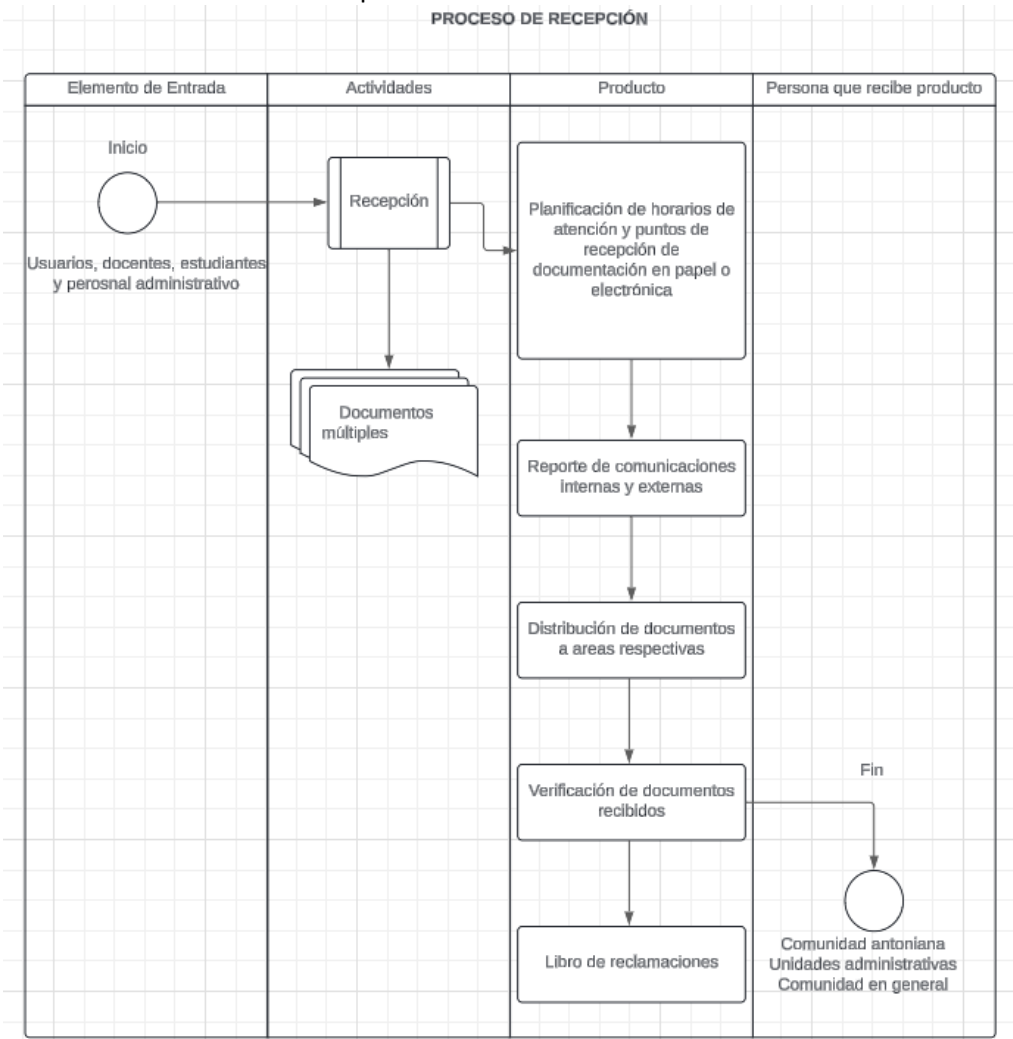 PROCESO DE RECEPCIÓN
Elemento de Entrada
Actividades
Producto
Persona que recibe producto
Inicio
Usuarios, docentes, estudiantes
y perosnal administrativo
Recepción
Documentos
múltiples
Planificación de horarios de
atención y puntos de
recepción de
documentación en papel o
electrónica
Reporte de comunicaciones
internas y externas
Distribución de documentos
a areas respectivas
Verificación de documentos
recibidos
Libro de reclamaciones
Fin
Comunidad antoniana
Unidades administrativas
Comunidad en general